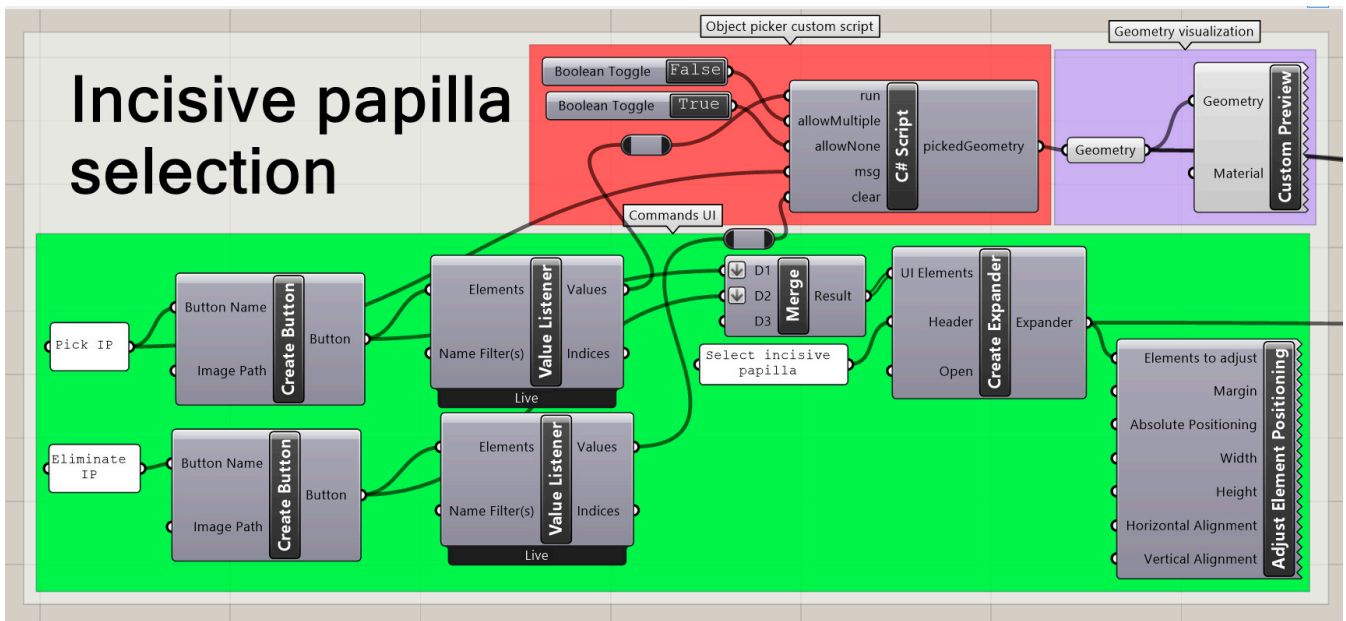 Object picker custom script
Geometry visualization
Incisive papilla
selection
Boolean Toggle False
Boolean Toggle True
run
allowMultiple
allowNone
msg
clear
C# Script
pickedGeometry
Geometry
Geometry
Material
Custom Preview
Commands UI
Pick IP
Button Name
Image Path
Create Button
Button
Elements
Name Filter(s)
Value Listener
Values
Indices
Live
D1
D2
D3
Merge
Result
Select incisive
papilla
UI Elements
Header
Open
Create Expander
Expander
Elements to adjust
Margin
Absolute Positioning
Width
Height
Horizontal Alignment
Vertical Alignment
Adjust Element Positioning
Eliminate
IP
Button Name
Image Path
Create Button
Button
Elements
Name Filter(s)
Value Listener
Values
Indices
Live